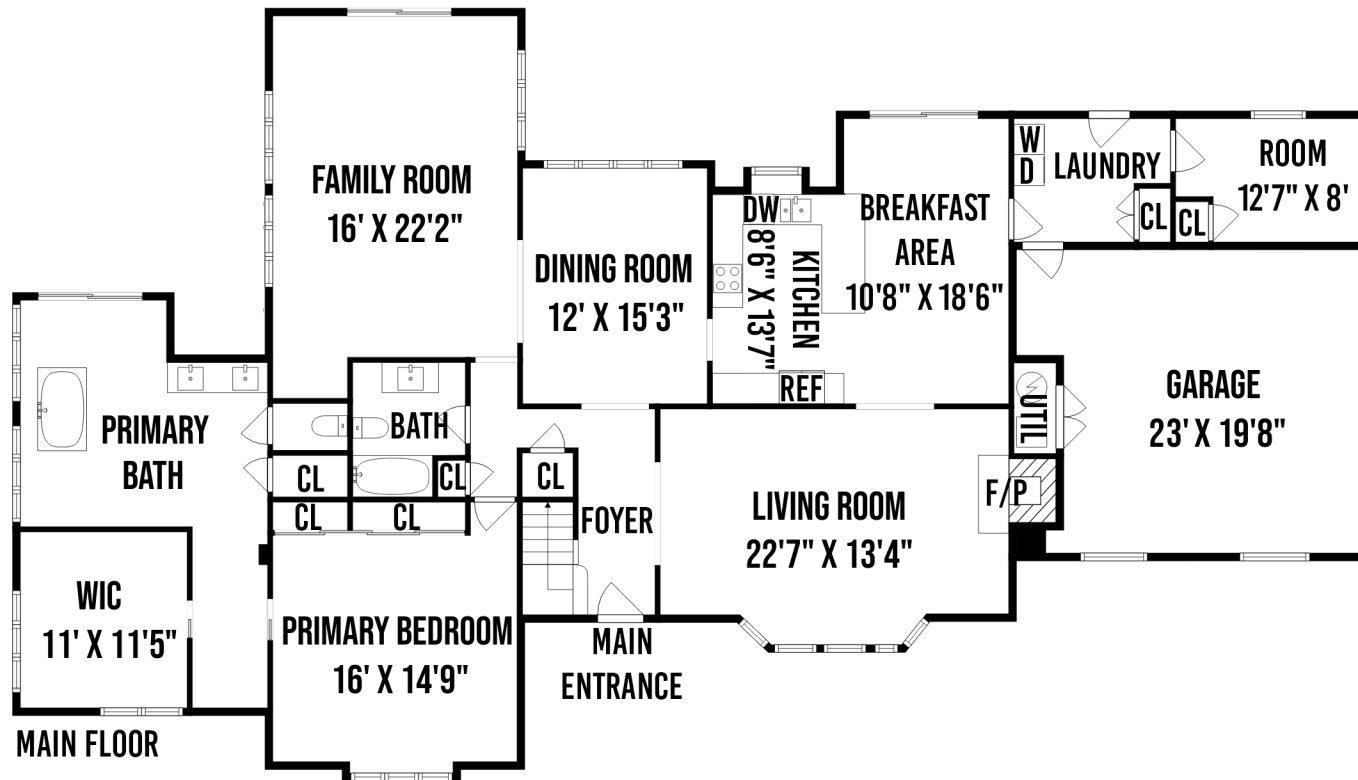 FAMILY ROOM
16' X 22'2"
DINING ROOM
12' X 15'3"
DW
KITCHEN
8'6" X 13'7"
REF
BREAKFAST
AREA
10'8" X 18'6"
W
D
LAUNDRY
CL
CL
ROOM
12'7" X 8'
GARAGE
23' X 19'8"
UTIL
F/P
LIVING ROOM
22'7" X 13'4"
FOYER
CL
BATH
CL
CL
CL
CL
PRIMARY
BATH
WIC
11' X 11'5"
PRIMARY BEDROOM
16' X 14'9"
MAIN
ENTRANCE
MAIN FLOOR